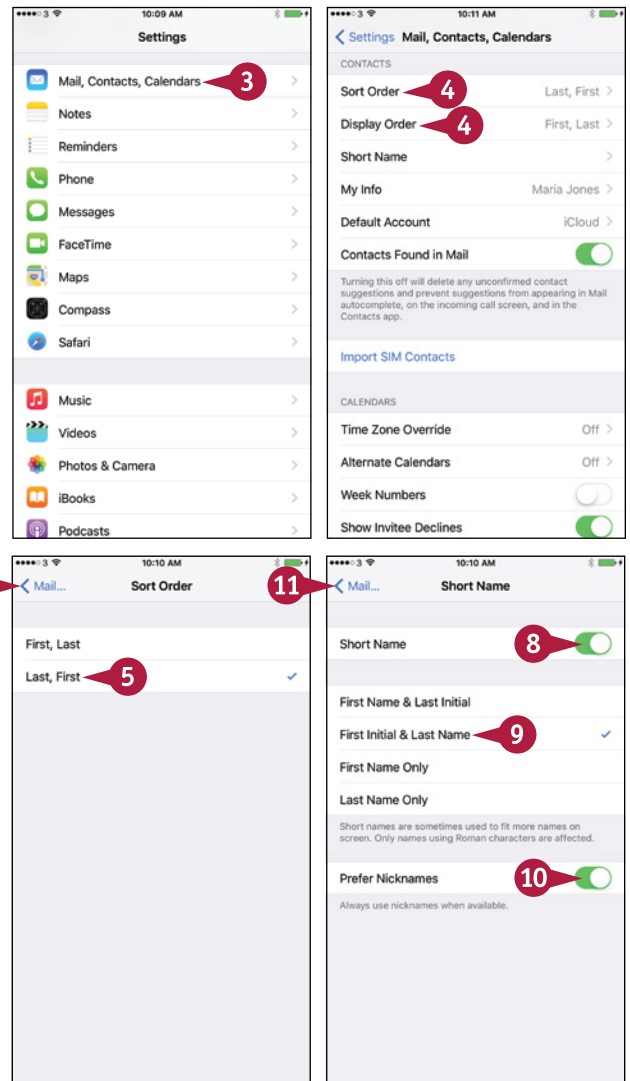 3 10:09 AM
Settings
Mail, Contacts, Calendars 3
Notes
Reminders
Phone
Messages
FaceTime
Maps
Compass
Safari
Music
Videos
Photos & Camera
iBooks
Podcasts
3 10:11 AM
Settings Mail, Contacts, Calendars
CONTACTS
Sort Order 4 Last, First
Display Order 4 First, Last
Short Name
My Info Maria Jones
Default Account iCloud
Contacts Found in Mail
Turning this off will delete any unconfirmed contact
suggestions and prevent suggestions from appearing in Mail
autocomplete, on the incoming call screen, and in the
Contacts app.
Import SIM Contacts
CALENDARS
Time Zone Override Off
Alternate Calendars Off
Week Numbers
Show Invitee Declines
3 10:10 AM
Mail... Sort Order
First, Last
Last, First 5
3 10:10 AM
11 Mail... Short Name
Short Name 8
First Name & Last Initial
First Initial & Last Name 9
First Name Only
Last Name Only
Short names are sometimes used to fit more names on
screen. Only names using Roman characters are affected.
Prefer Nicknames 10
Always use nicknames when available.